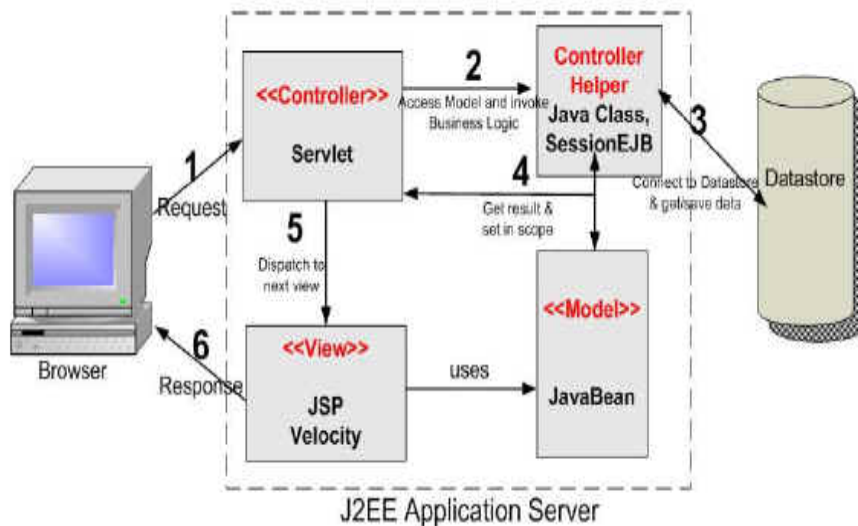 <<Controller>>
Servlet
2
Access Model and invoke
Business Logic
Controller
Helper
Java Class,
SessionEJB
3
Connect to Datastore
& get/save data
Datastore
1
Request
4
Get result &
set in scope
5
Dispatch to
next view
<<Model>>
JavaBean
<<View>>
JSP
Velocity
uses
6
Response
Browser
J2EE Application Server